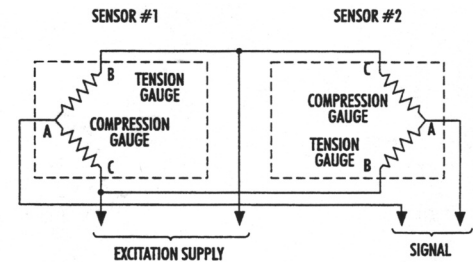 SENSOR #1
SENSOR #2
B
TENSION
GAUGE
A
COMPRESSION
GAUGE
C
C
COMPRESSION
GAUGE
A
TENSION
GAUGE
B
EXCITATION SUPPLY
SIGNAL